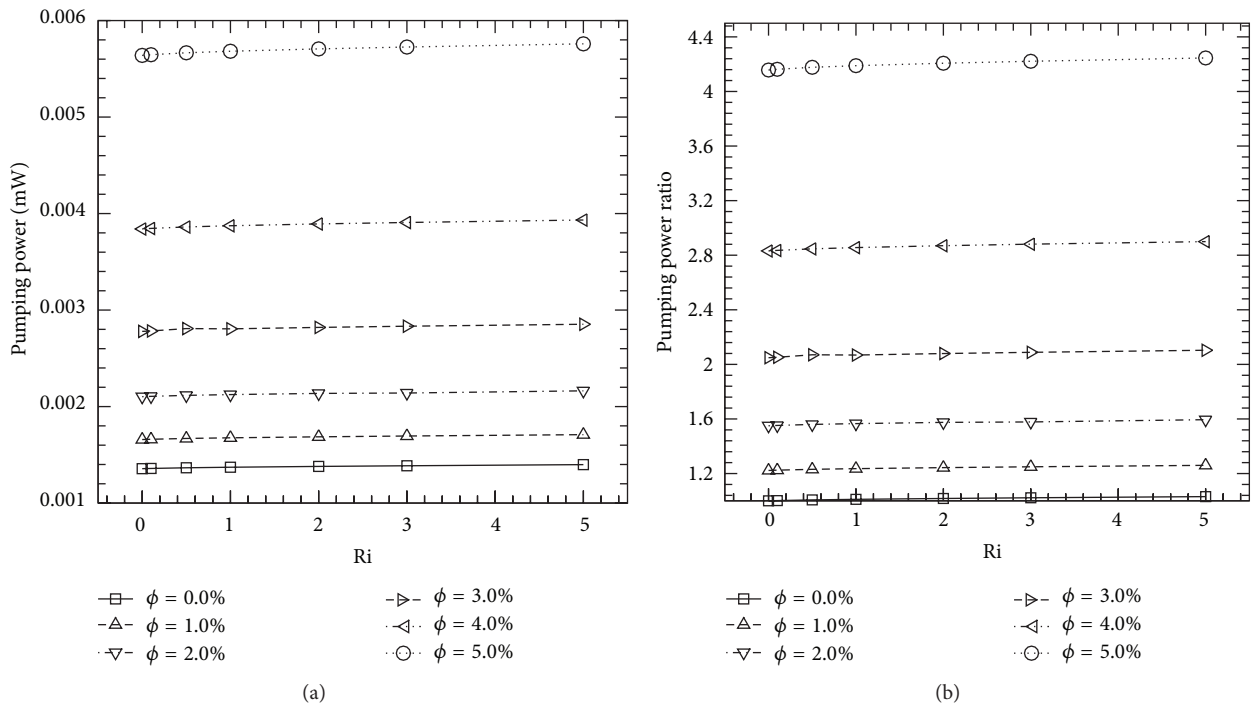 Pumping power (mW)
0.006
0.005
0.004
0.003
0.002
0.001
0 1 2 3 4 5
Ri
ϕ = 0.0%
ϕ = 1.0%
ϕ = 2.0%
ϕ = 3.0%
ϕ = 4.0%
ϕ = 5.0%
(a)
Pumping power ratio
4.4
4
3.6
3.2
2.8
2.4
2
1.6
1.2
0 1 2 3 4 5
Ri
ϕ = 0.0%
ϕ = 1.0%
ϕ = 2.0%
ϕ = 3.0%
ϕ = 4.0%
ϕ = 5.0%
(b)